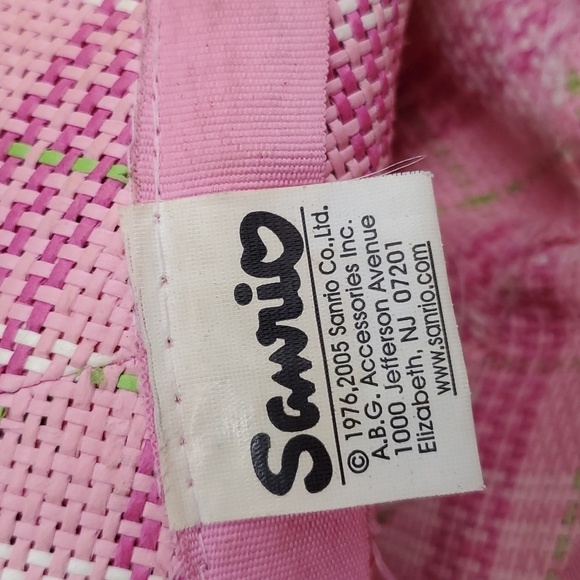 Sanrio
© 1976,2005 Sanrio Co.,Ltd.
A.B.G. Accessories Inc.
1000 Jefferson Avenue
Elizabeth, NJ 07201
www.sanrio.com